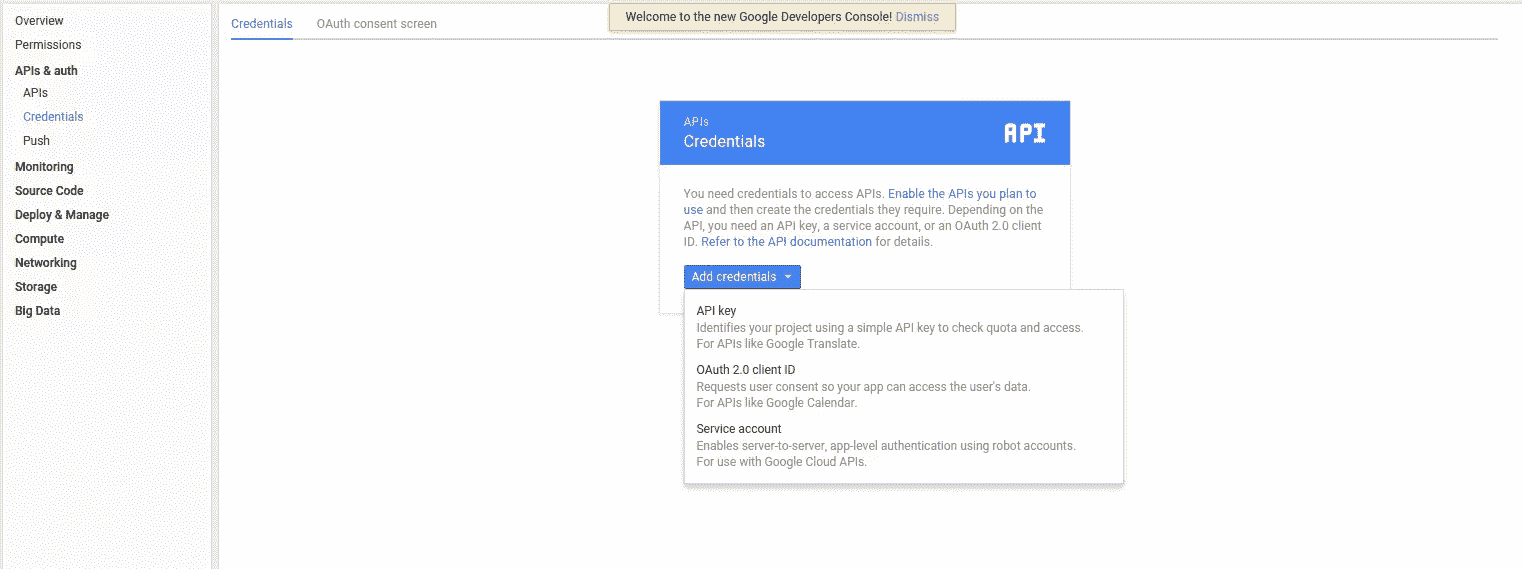 Overview
Permissions
APIs & auth
APIs
Credentials
Push
Monitoring
Source Code
Deploy & Manage
Compute
Networking
Storage
Big Data
Credentials OAuth consent screen
Welcome to the new Google Developers Console! Dismiss
APIs
Credentials
API
You need credentials to access APIs. Enable the APIs you plan to
use and then create the credentials they require. Depending on the
API, you need an API key, a service account, or an OAuth 2.0 client
ID. Refer to the API documentation for details.
Add credentials
API key
Identifies your project using a simple API key to check quota and access.
For APIs like Google Translate.
OAuth 2.0 client ID
Requests user consent so your app can access the user's data.
For APIs like Google Calendar.
Service account
Enables server-to-server, app-level authentication using robot accounts.
For use with Google Cloud APIs.